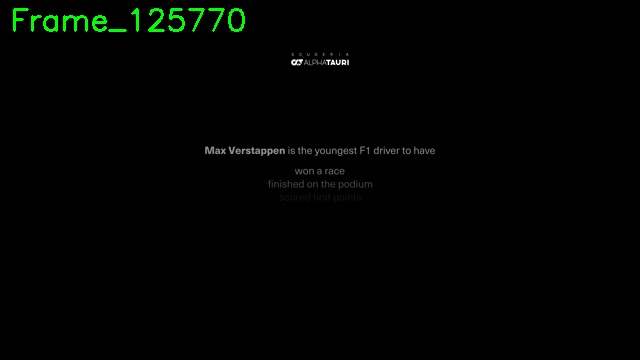 Frame_125770
SCUDERIA
ALPHATAURI
Max Verstappen is the youngest F1 driver to have
won a race
finished on the podium
scored first points